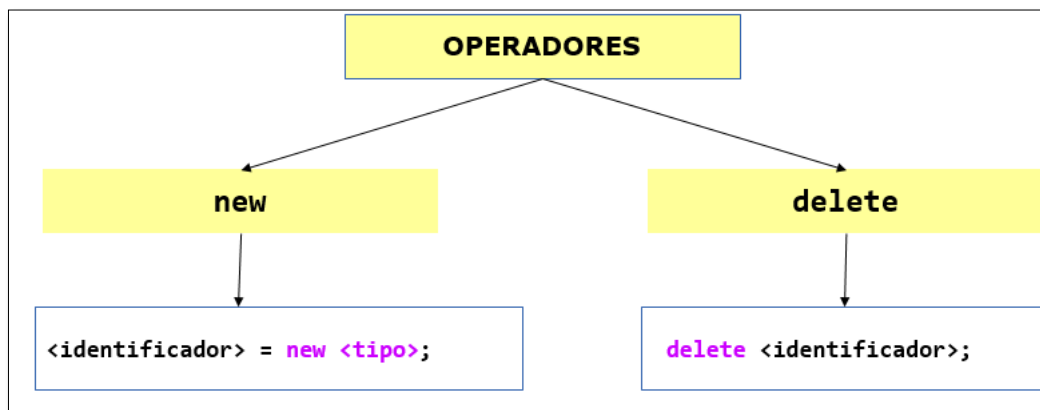 OPERADORES
new
delete
<identificador> = new <tipo>;
delete <identificador>;